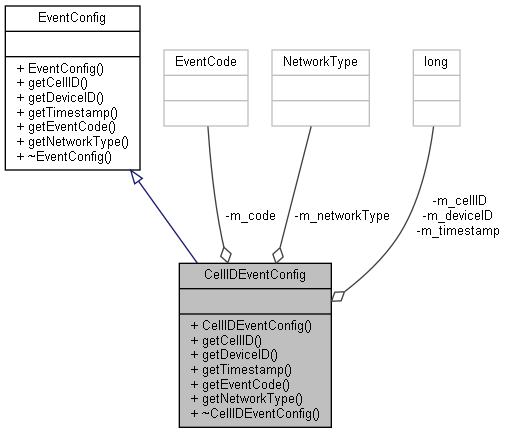 EventConfig
+ EventConfig()
+ getCellID()
+ getDeviceID()
+ getTimestamp()
+ getEventCode()
+ getNetworkType()
+ ~EventConfig()
EventCode
NetworkType
long
-m_code
-m_networkType
-m_cellID
-m_deviceID
-m_timestamp
CellIDEventConfig
+ CellIDEventConfig()
+ getCellID()
+ getDeviceID()
+ getTimestamp()
+ getEventCode()
+ getNetworkType()
+ ~CellIDEventConfig()